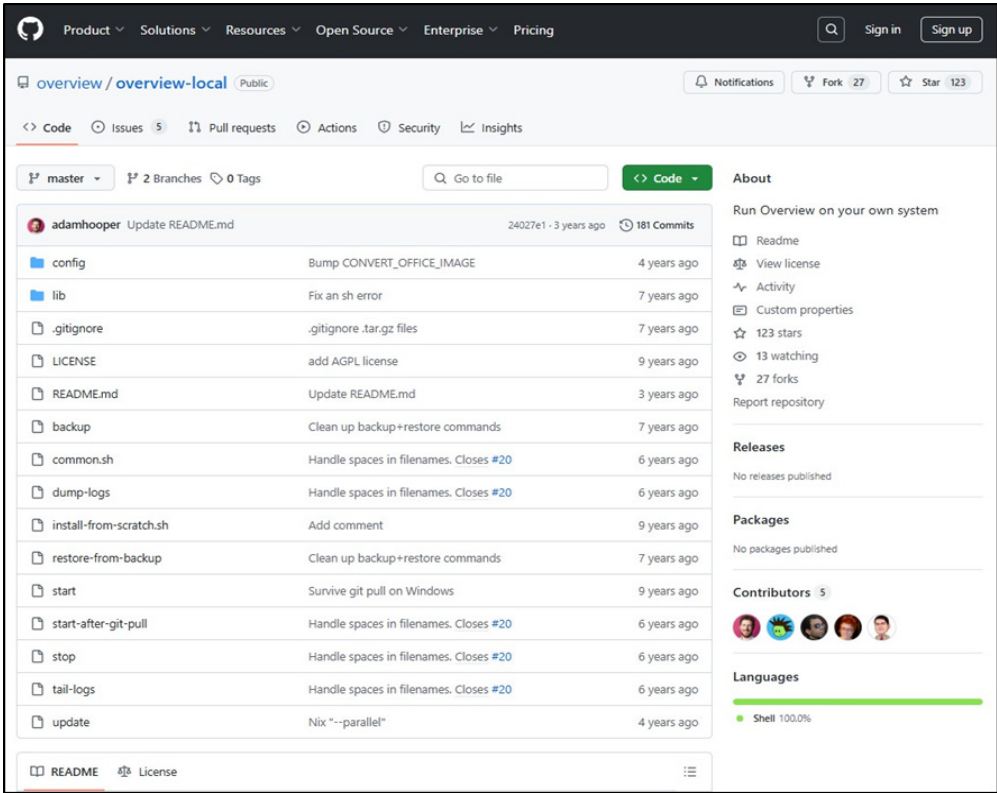 Product Solutions Resources Open Source Enterprise Pricing Sign in Sign up
overview / overview-local Public Notifications Fork 27 Star 123
Code Issues 5 Pull requests Actions Security Insights
master 2 Branches 0 Tags Go to file Code
adamhooper Update README.md 24027e1 · 3 years ago 181 Commits
config Bump CONVERT_OFFICE_IMAGE 4 years ago
lib Fix an sh error 7 years ago
.gitignore .gitignore .tar.gz files 7 years ago
LICENSE add AGPL license 9 years ago
README.md Update README.md 3 years ago
backup Clean up backup+restore commands 7 years ago
common.sh Handle spaces in filenames. Closes #20 6 years ago
dump-logs Handle spaces in filenames. Closes #20 6 years ago
install-from-scratch.sh Add comment 9 years ago
restore-from-backup Clean up backup+restore commands 7 years ago
start Survive git pull on Windows 9 years ago
start-after-git-pull Handle spaces in filenames. Closes #20 6 years ago
stop Handle spaces in filenames. Closes #20 6 years ago
tail-logs Handle spaces in filenames. Closes #20 6 years ago
update Nix "--parallel" 4 years ago
README License
About
Run Overview on your own system
Readme
View license
Activity
Custom properties
123 stars
13 watching
27 forks
Report repository
Releases
No releases published
Packages
No packages published
Contributors 5
Languages
Shell 100.0%